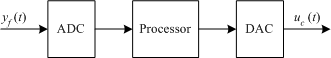 y_f(t)
ADC
Processor
DAC
u_c(t)